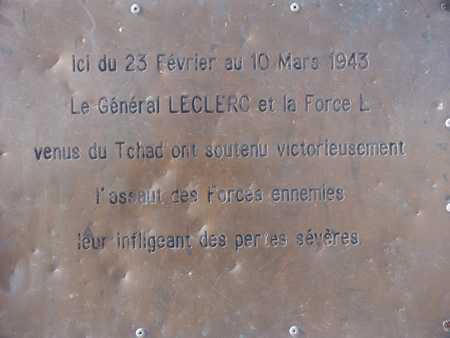 Ici du 23 Février au 10 Mars 1943
Le Général LECLERC et la Force L
venus du Tchad ont soutenu victorieusement
l'assaut des Forces ennemies
leur infligeant des pertes sévères